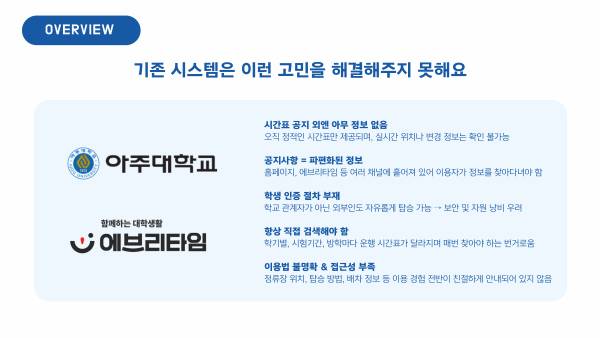 OVERVIEW
기존 시스템은 이런 고민을 해결해주지 못해요
아주대학교
함께하는 대학생활
에브리타임
시간표 공지 외엔 아무 정보 없음
오직 정적인 시간표만 제공되며, 실시간 위치나 변경 정보는 확인 불가능
공지사항 = 파편화된 정보
홈페이지, 에브리타임 등 여러 채널에 흩어져 있어 이용자가 정보를 찾아다녀야 함
학생 인증 절차 부재
학교 관계자가 아닌 외부인도 자유롭게 탑승 가능 → 보안 및 자원 낭비 우려
항상 직접 검색해야 함
학기별, 시험기간, 방학마다 운행 시간표가 달라지며 매번 찾아야 하는 번거로움
이용법 불명확 & 접근성 부족
정류장 위치, 탑승 방법, 배차 정보 등 이용 경험 전반이 친절하게 안내되어 있지 않음